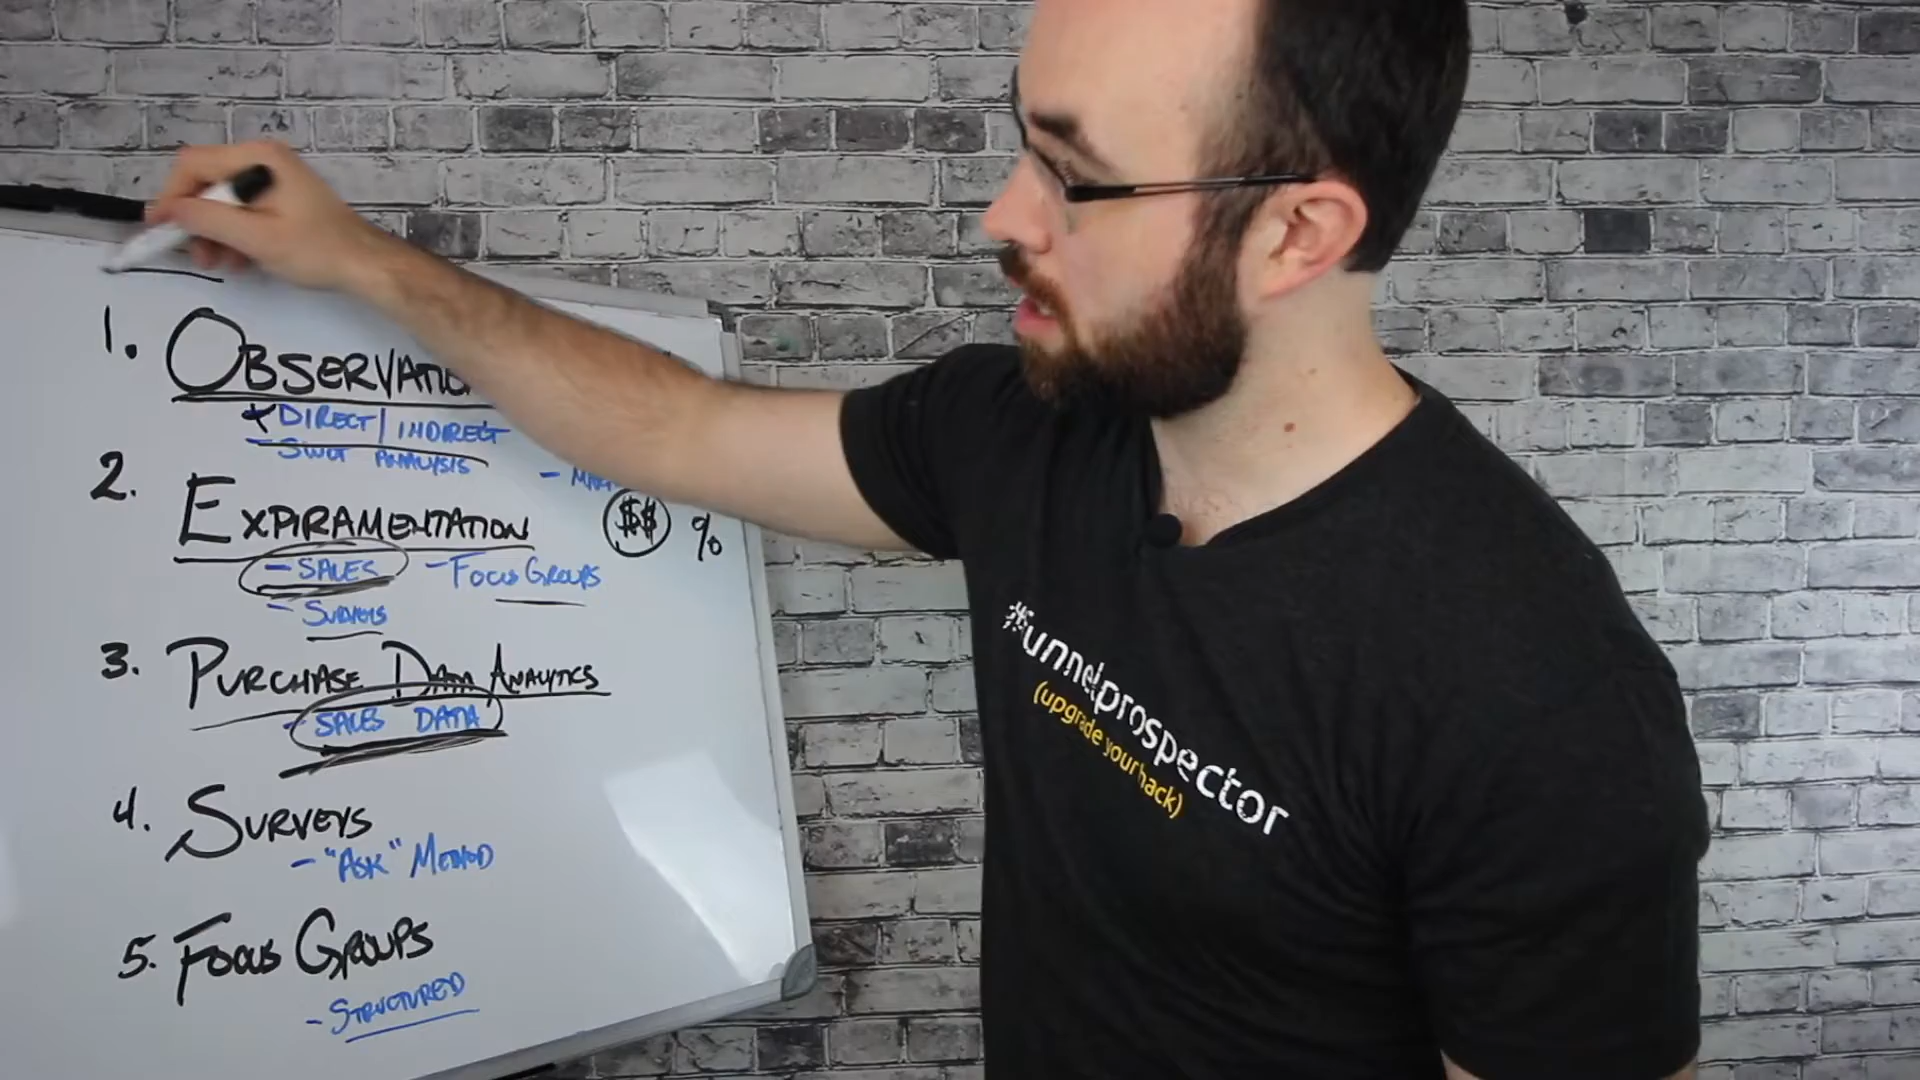 1. OBSERVATIO
* DIRECT / INDIRECT
- SWOT ANALYSIS
2. EXPIRAMENTATION
$$ %
- SALES - FOCUS GROUPS
- SURVEYS
3. PURCHASE DATA ANALYTICS
- SALES DATA
4. SURVEYS
- "ASK" METHOD
5. FOCUS GROUPS
- STRUCTURED
#funnelprospector
(upgrade your hack)